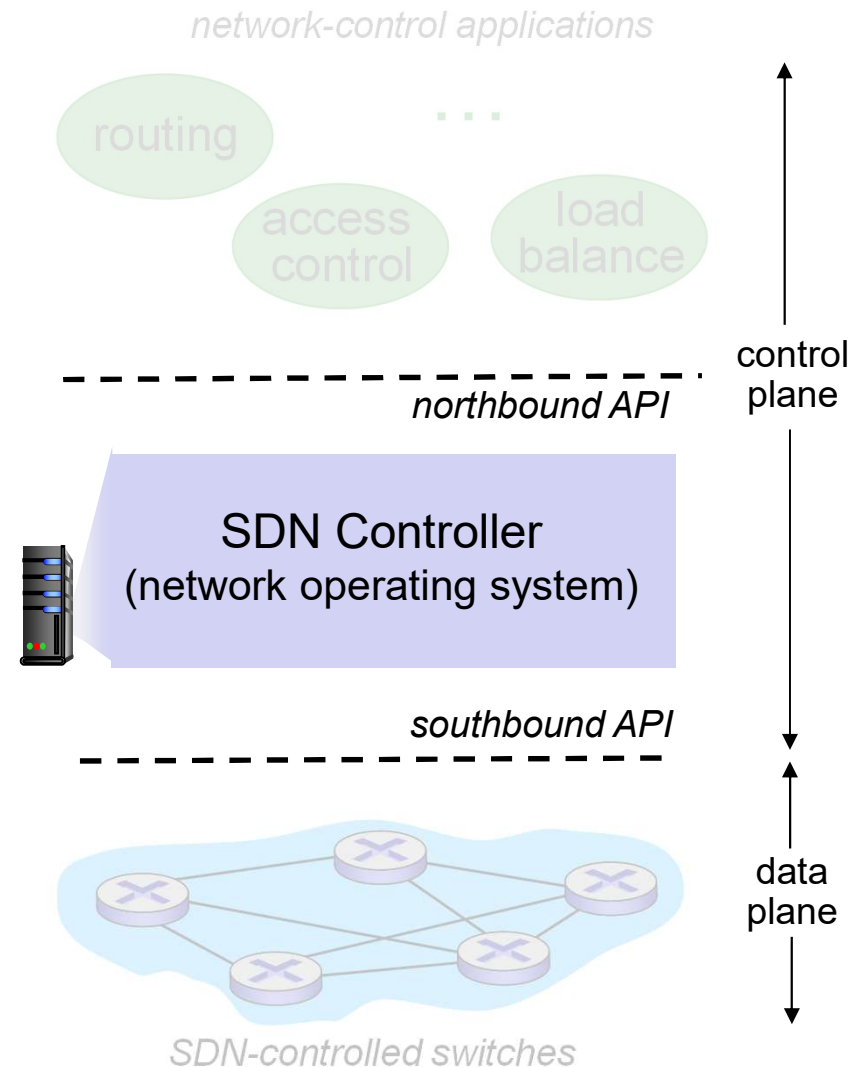 network-control applications
routing
...
access
control
load
balance
control
plane
northbound API
SDN Controller
(network operating system)
southbound API
data
plane
SDN-controlled switches